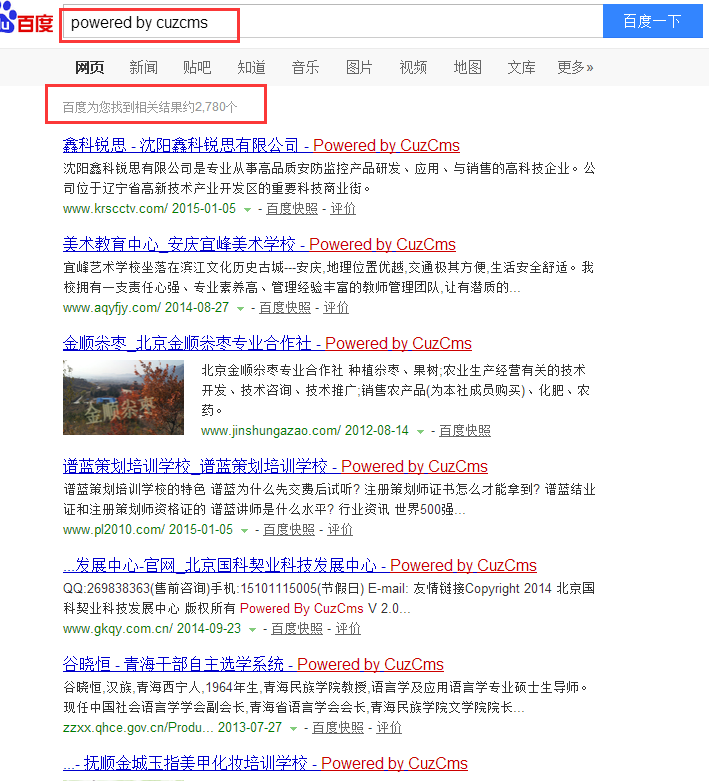 百度 powered by cuzcms 百度一下
网页 新闻 贴吧 知道 音乐 图片 视频 地图 文库 更多»
百度为您找到相关结果约2,780个
鑫科锐思 - 沈阳鑫科锐思有限公司 - Powered by CuzCms
沈阳鑫科锐思有限公司是专业从事高品质安防监控产品研发、应用、与销售的高科技企业。公
司位于辽宁省高新技术产业开发区的重要科技商业街。
www.krscctv.com/ 2015-01-05 - 百度快照 - 评价
美术教育中心_安庆宜峰美术学校 - Powered by CuzCms
宜峰艺术学校坐落在滨江文化历史古城---安庆,地理位置优越,交通极其方便,生活安全舒适。我
校拥有一支责任心强、专业素养高、管理经验丰富的教师管理团队,让有潜质的...
www.aqyfjy.com/ 2014-08-27 - 百度快照 - 评价
金顺尜枣_北京金顺尜枣专业合作社 - Powered by CuzCms
北京金顺尜枣专业合作社 种植尜枣、果树;农业生产经营有关的技术
开发、技术咨询、技术推广;销售农产品(为本社成员购买)、化肥、农
药。
金顺尜枣
www.jinshungazao.com/ 2012-08-14 - 百度快照
谱蓝策划培训学校_谱蓝策划培训学校 - Powered by CuzCms
谱蓝策划培训学校的特色 谱蓝为什么先交费后试听? 注册策划师证书怎么才能拿到? 谱蓝结业
证和注册策划师资格证的 谱蓝讲师是什么水平? 行业资讯 世界500强...
www.pl2010.com/ 2015-01-05 - 百度快照 - 评价
...发展中心-官网_北京国科契业科技发展中心 - Powered by CuzCms
QQ:269838363(售前咨询)手机:15101115005(节假日) E-mail: 友情链接Copyright 2014 北京国
科契业科技发展中心 版权所有 Powered By CuzCms V 2.0...
www.gkqy.com.cn/ 2014-09-23 - 百度快照 - 评价
谷晓恒 - 青海干部自主选学系统 - Powered by CuzCms
谷晓恒,汉族,青海西宁人,1964年生,青海民族学院教授,语言学及应用语言学专业硕士生导师。
现任中国社会语言学学会副会长,青海省语言学会会长,青海民族学院文学院院长...
zzxx.qhce.gov.cn/Produ... 2013-07-27 - 百度快照 - 评价
...- 抚顺金城玉指美甲化妆培训学校 - Powered by CuzCms